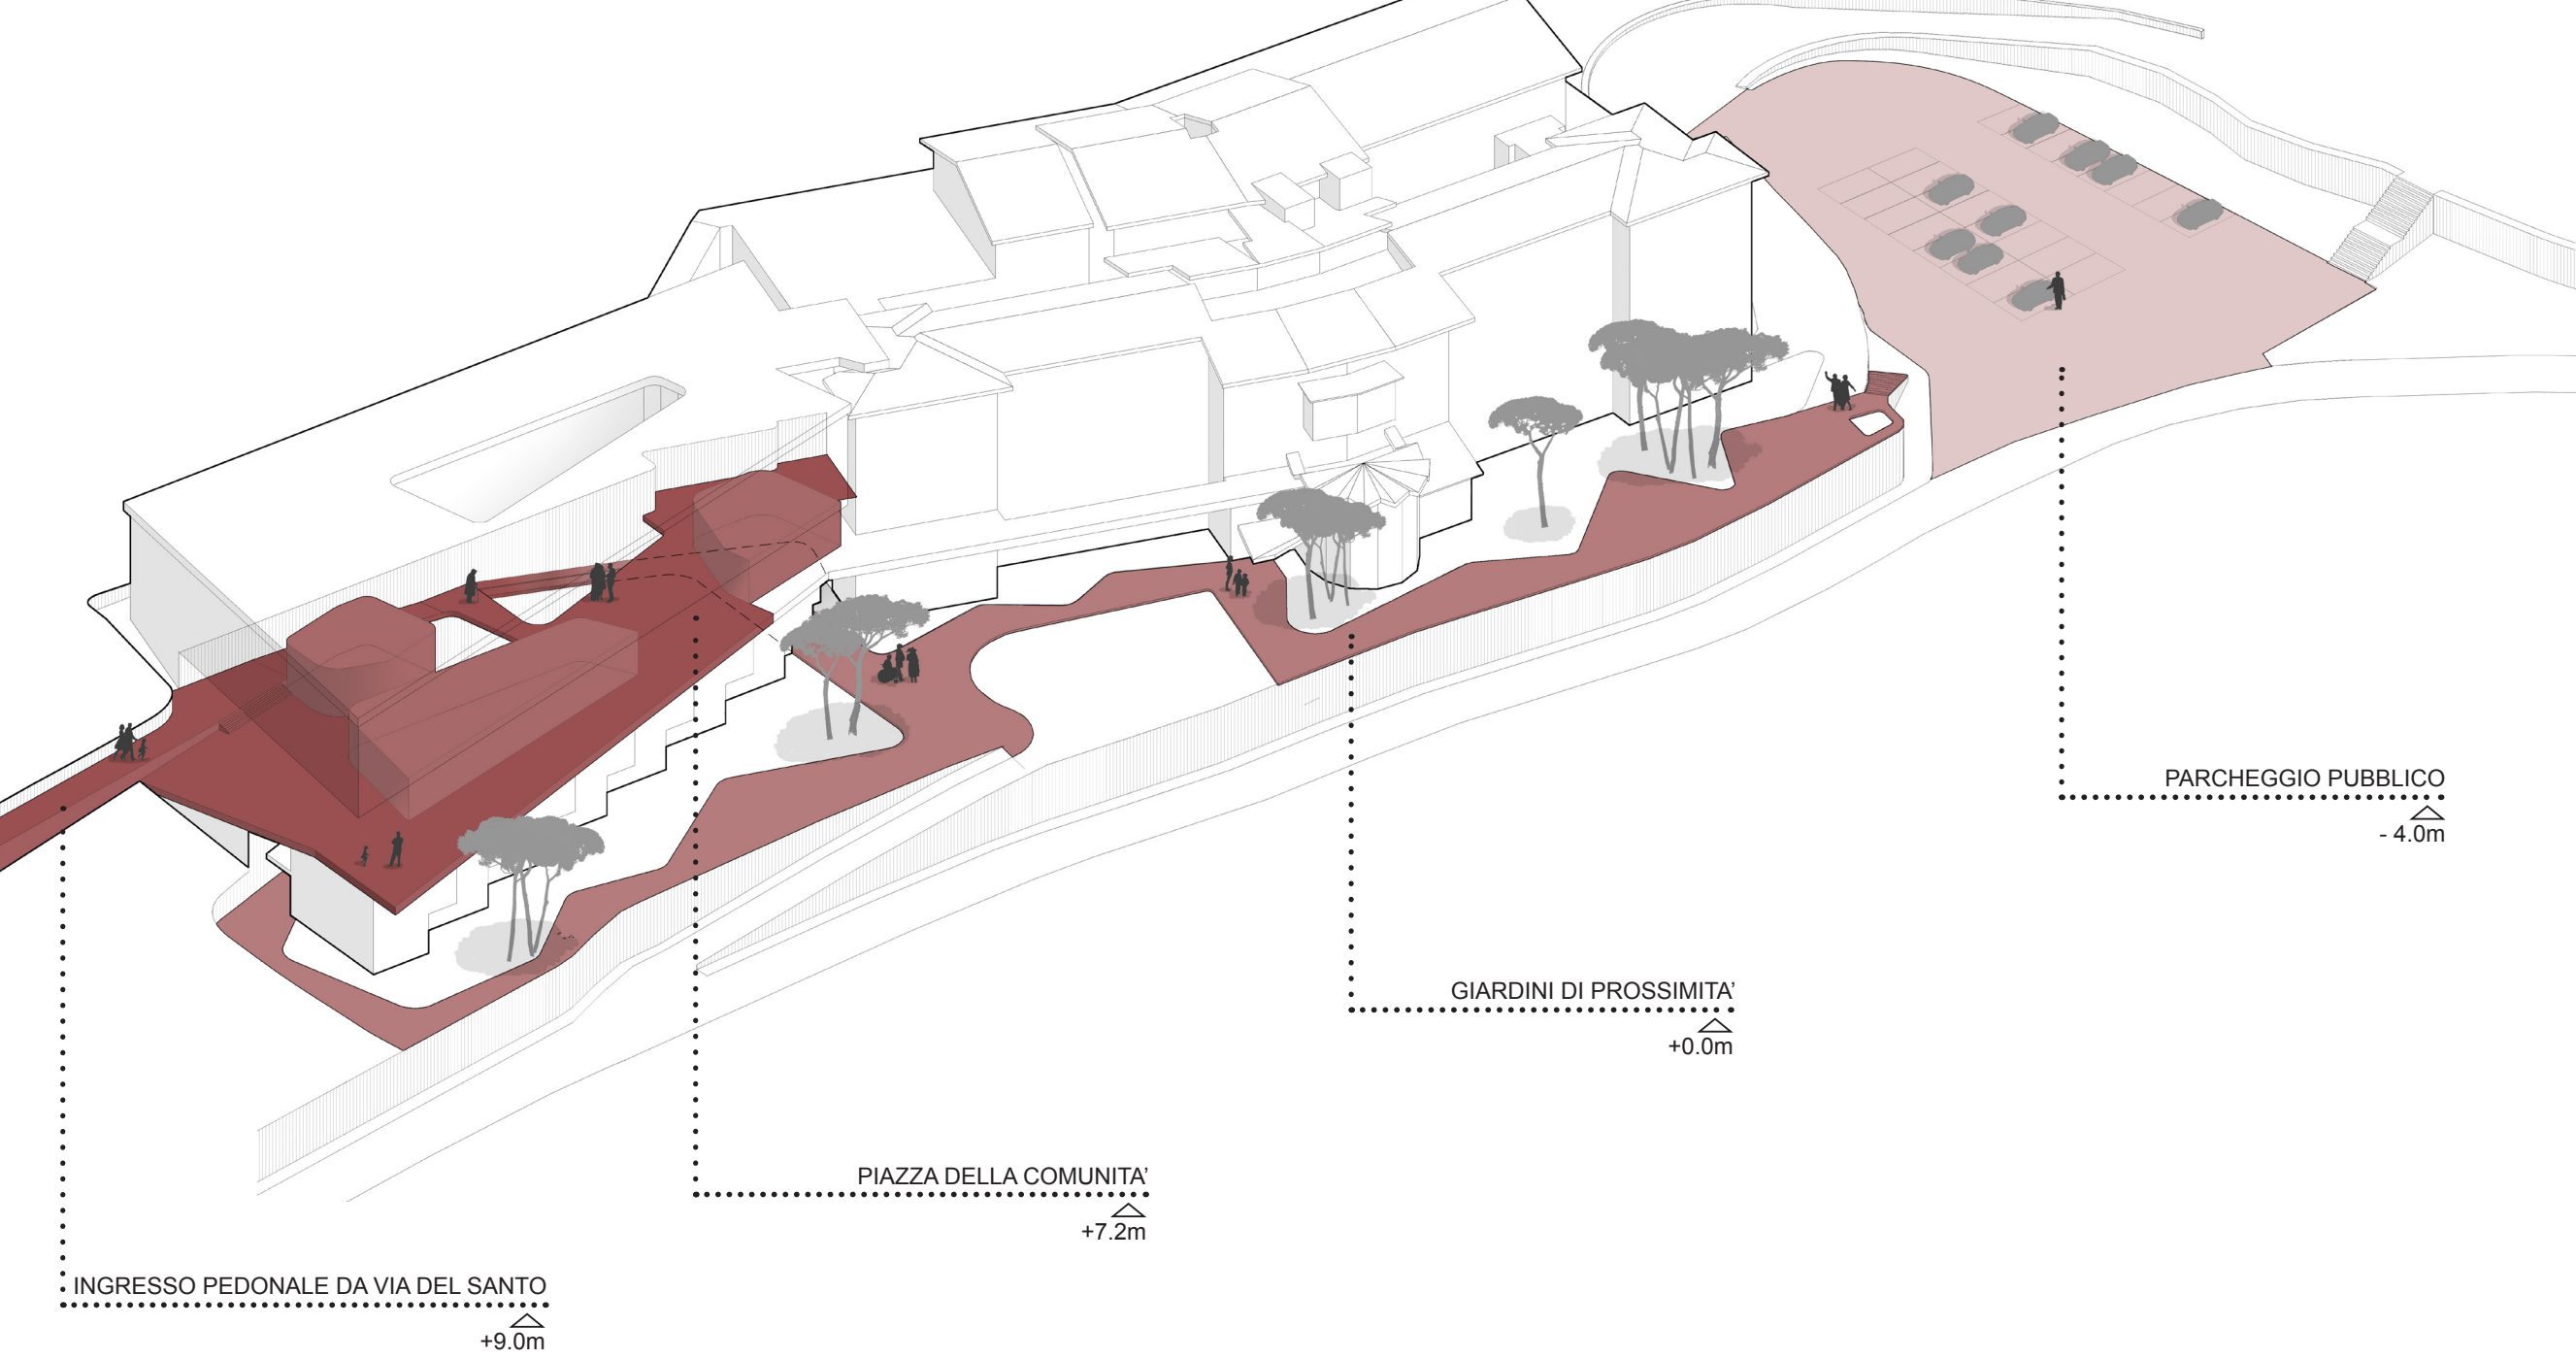 PARCHEGGIO PUBBLICO
- 4.0m
GIARDINI DI PROSSIMITA’
+0.0m
PIAZZA DELLA COMUNITA’
+7.2m
INGRESSO PEDONALE DA VIA DEL SANTO
+9.0m